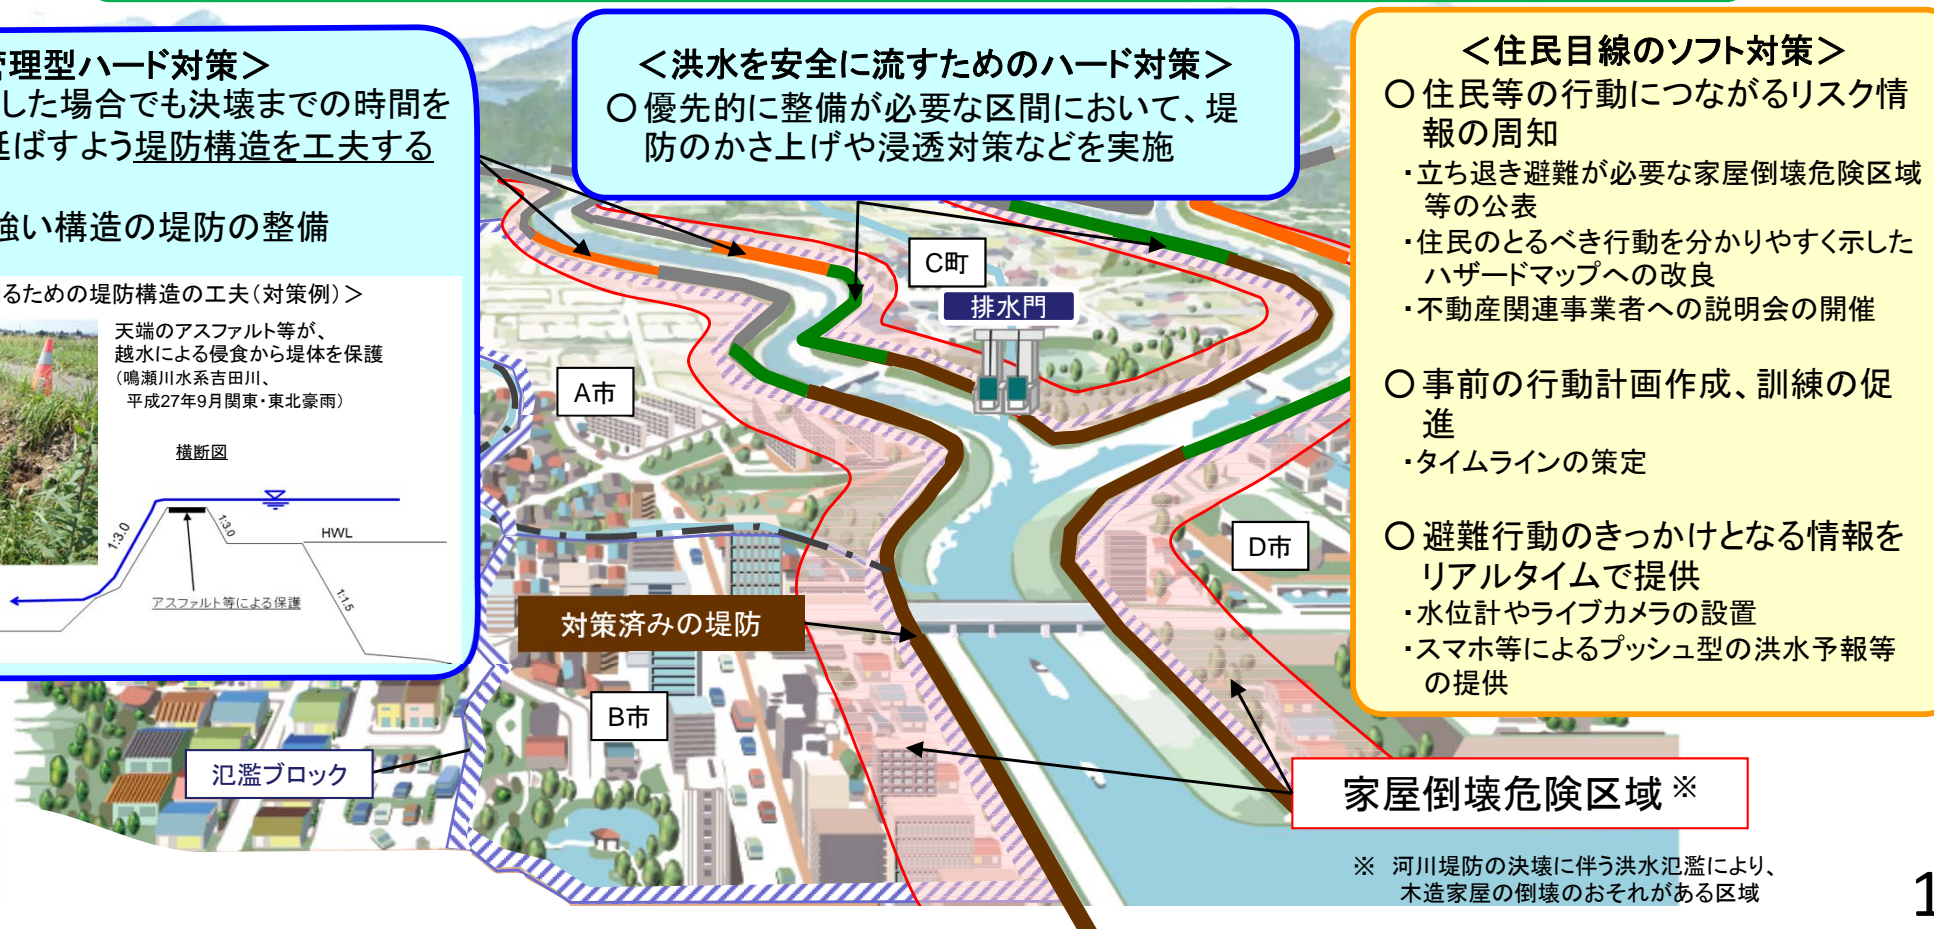 管理型ハード対策＞
した場合でも決壊までの時間を
延ばすよう堤防構造を工夫する
強い構造の堤防の整備
るための堤防構造の工夫（対策例）＞
天端のアスファルト等が、
越水による侵食から堤体を保護
（鳴瀬川水系吉田川、
平成27年9月関東・東北豪雨）
横断図
1:3.0
1:3.0
HWL
1:1.5
アスファルト等による保護
＜洪水を安全に流すためのハード対策＞
〇優先的に整備が必要な区間において、堤
防のかさ上げや浸透対策などを実施
＜住民目線のソフト対策＞
〇住民等の行動につながるリスク情
報の周知
・立ち退き避難が必要な家屋倒壊危険区域
等の公表
・住民のとるべき行動を分かりやすく示した
ハザードマップへの改良
・不動産関連事業者への説明会の開催
〇事前の行動計画作成、訓練の促
進
・タイムラインの策定
〇避難行動のきっかけとなる情報を
リアルタイムで提供
・水位計やライブカメラの設置
・スマホ等によるプッシュ型の洪水予報等
の提供
C町
排水門
A市
D市
対策済みの堤防
B市
氾濫ブロック
家屋倒壊危険区域※
※ 河川堤防の決壊に伴う洪水氾濫により、
木造家屋の倒壊のおそれがある区域
1